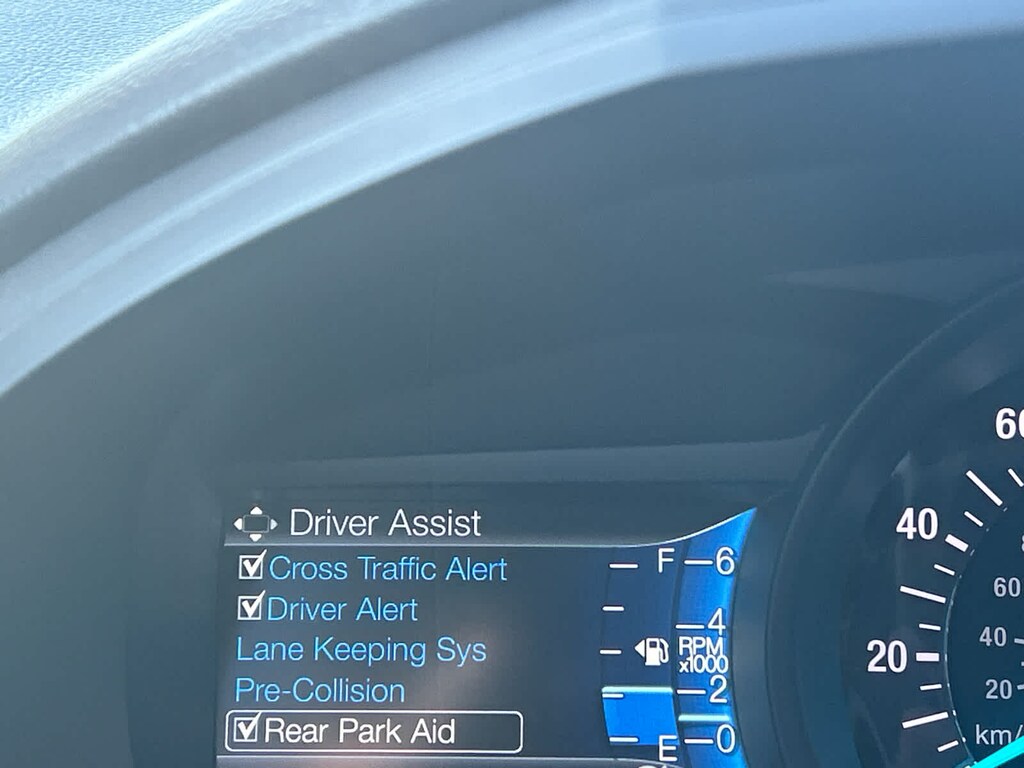 Driver Assist
Cross Traffic Alert
Driver Alert
Lane Keeping Sys
Pre-Collision
Rear Park Aid
F
E
6
4
RPM
x1000
2
0
40
20
60
40
20